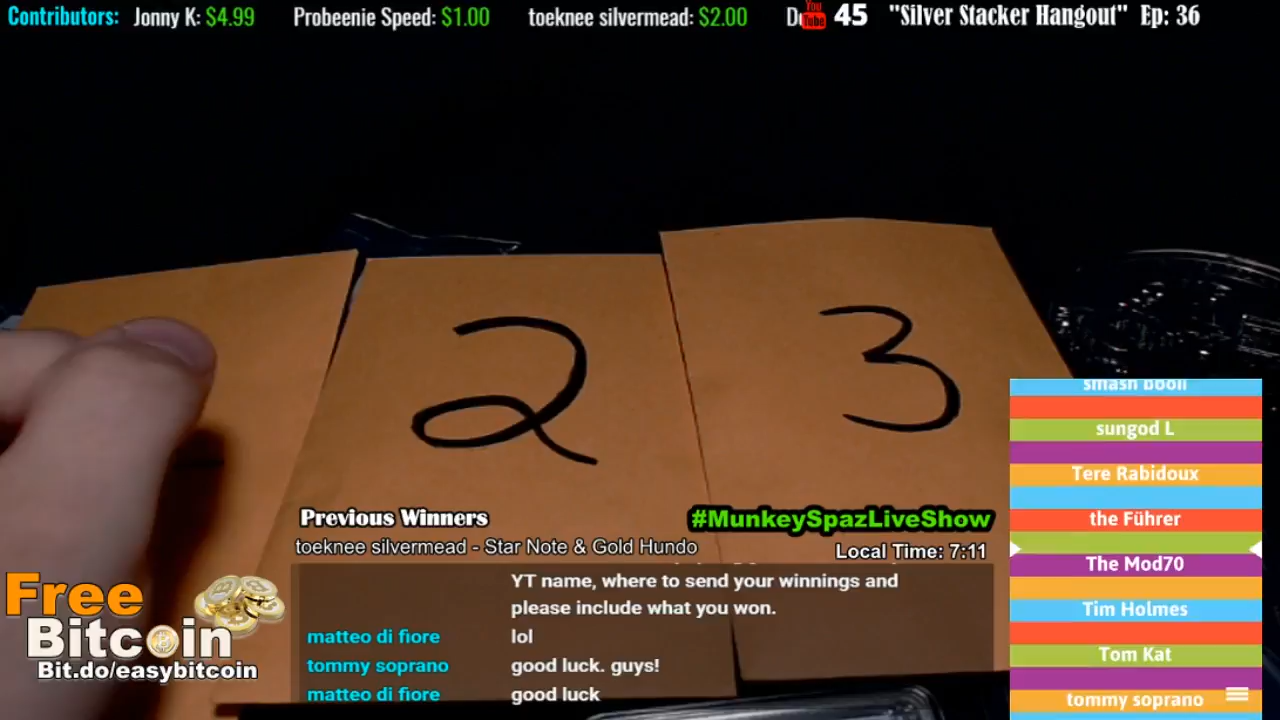 Contributors: Jonny K: $4.99 Probeenie Speed: $1.00 toeknee silvermead: $2.00
You Tube 45 "Silver Stacker Hangout" Ep: 36
2
3
smash booll
sungod L
Tere Rabidoux
the Führer
The Mod70
Tim Holmes
Tom Kat
tommy soprano
Previous Winners
toeknee silvermead - Star Note & Gold Hundo
#MunkeySpazLiveShow
Local Time: 7:11
YT name, where to send your winnings and
please include what you won.
matteo di fiore lol
tommy soprano good luck. guys!
matteo di fiore good luck
Free
Bitcoin
Bit.do/easybitcoin